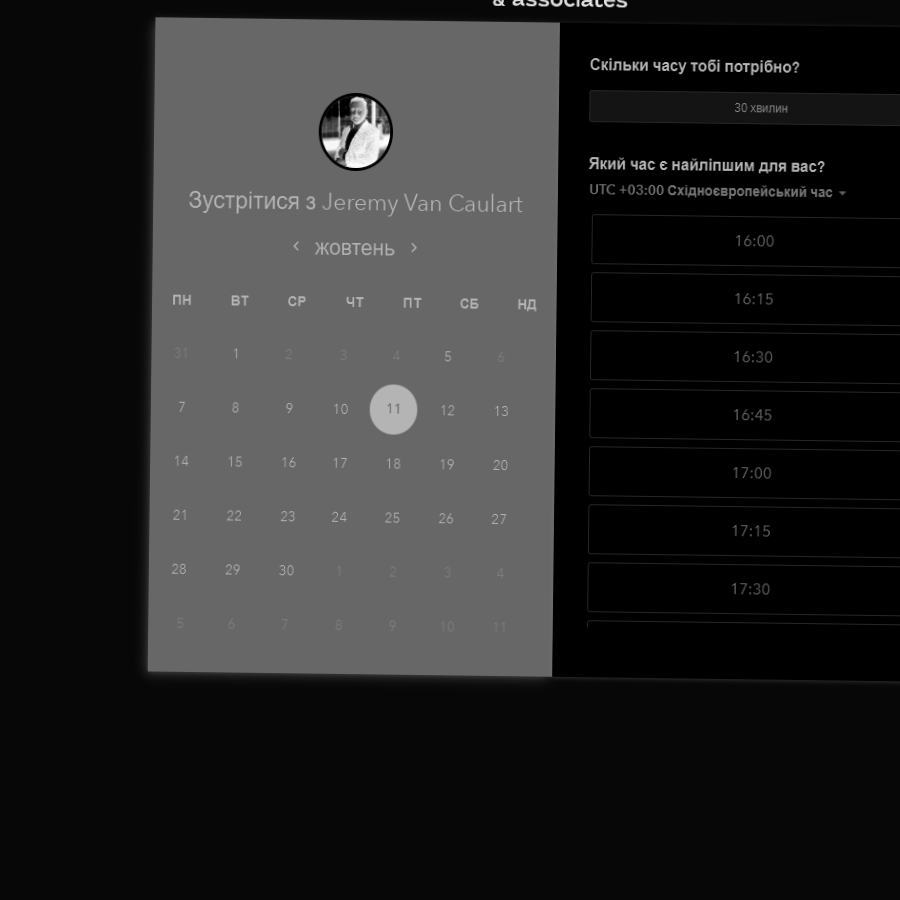 & associates
Зустрітися з Jeremy Van Caulart
жовтень
ПН ВТ СР ЧТ ПТ СБ НД
31 1 2 3 4 5 6
7 8 9 10 11 12 13
14 15 16 17 18 19 20
21 22 23 24 25 26 27
28 29 30 1 2 3 4
5 6 7 8 9 10 11
Скільки часу тобі потрібно?
30 хвилин
Який час є найліпшим для вас?
UTC +03:00 Східноєвропейський час
16:00
16:15
16:30
16:45
17:00
17:15
17:30